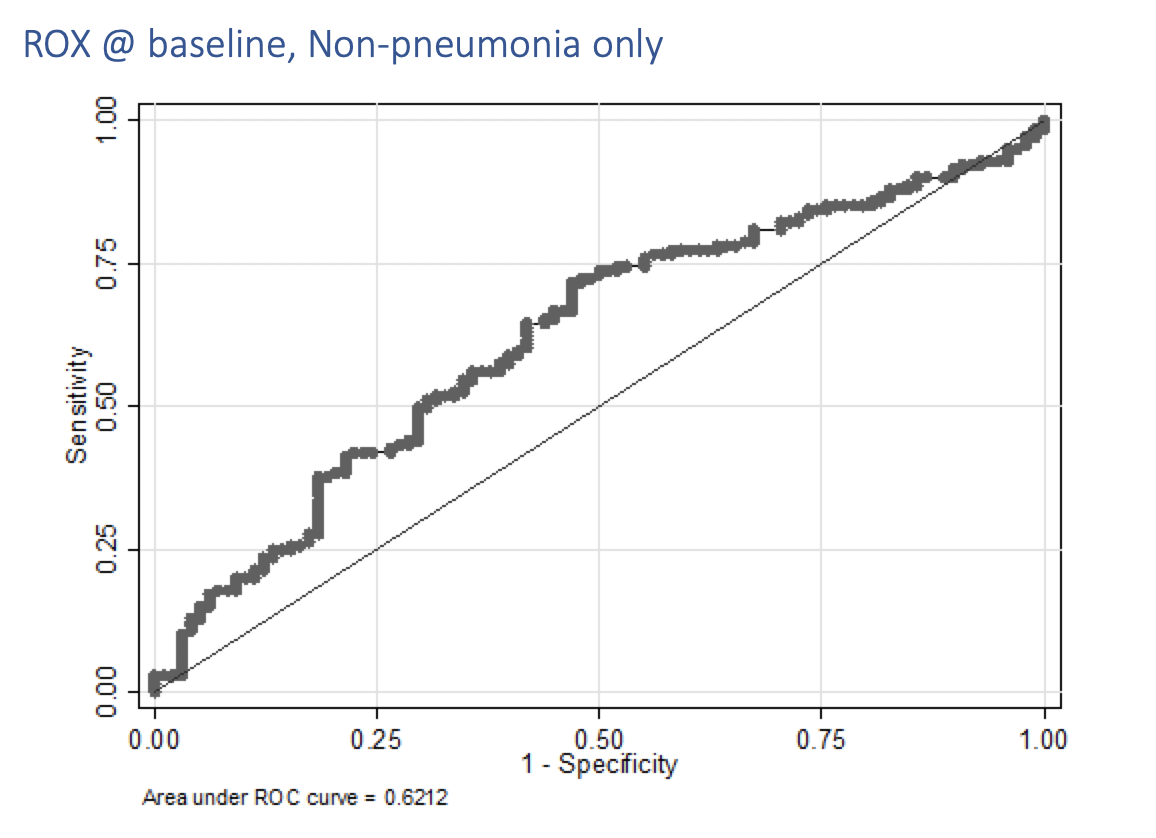 ROX @ baseline, Non-pneumonia only
1.00
0.75
Sensitivity
0.50
0.25
0.00
0.00 0.25 0.50 0.75 1.00
1 - Specificity
Area under ROC curve = 0.6212